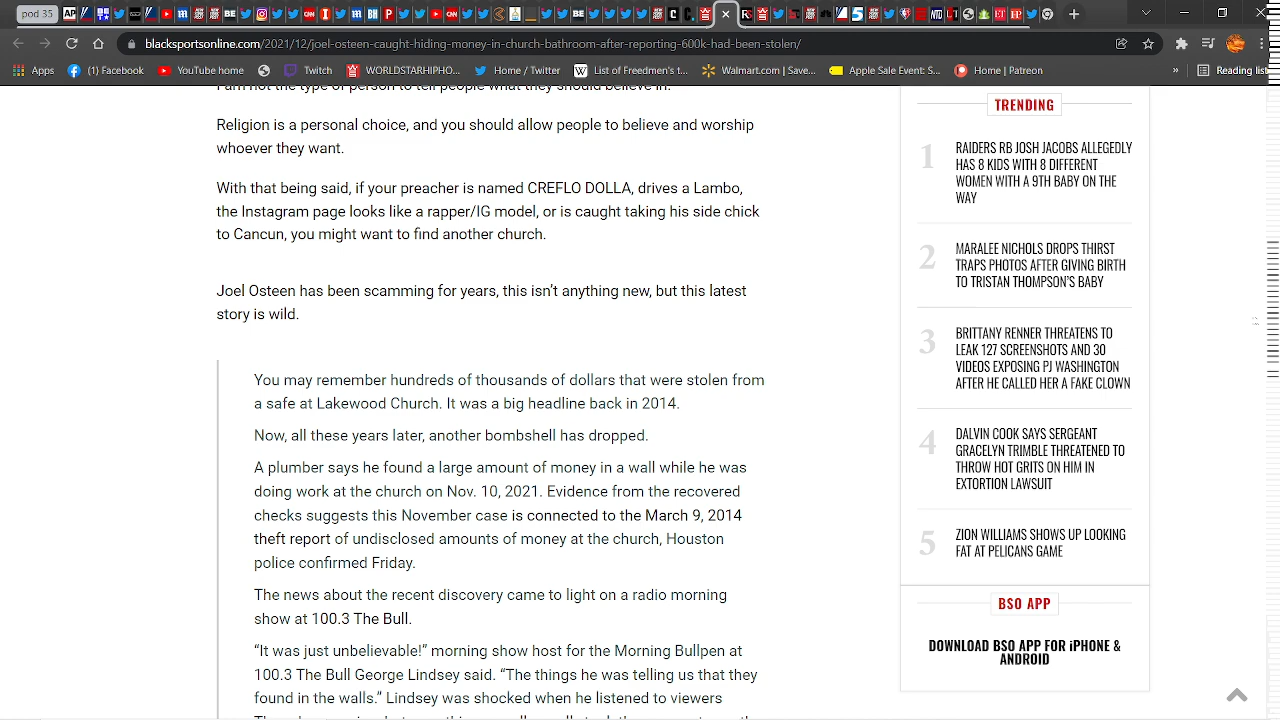 pod 33
blacksportsonline.com/2021/12/joel-osteen-caught-hiding-money-in-church-bathroom-after-reporting-600k-had-been-stolen/
Apps
(1) Facebook
YouTube home
Twitch
WORLDSTARHIPHO...
Home / Twitter
List of Freedmen's t...
Walmart.com | Save...
Sale Event S...
Home | Patreon
»
Reading list
I am not the type of person to tell people what they should believe in.
Religion is a personal choice, and you should allow people to believe and worship
whoever they want.
With that being said, if your preacher is named CREFLO DOLLA, drives a Lambo,
the Instagram page looks like a rapper/IG model, or is caught taking his side chick
to Cancun, you might want to find another church.
Joel Osteen has been scamming for years, this isn't anything new, but this latest
story is wild.
You may remember hundreds of thousands of dollars that were stolen from
a safe at Lakewood Church. It was a big headline back in 2014.
Now, all these years later, another bombshell has dropped.
A plumber says he found a large amount of money in a wall while he was
doing work at the church on Nov. 10, 2021. Evidence from the recovered
checks suggests this November
is connected to the March 9, 2014
theft report of undisclosed amounts of money at the church, Houston
police confirmed Friday.
The news about the recent discovery came to light on a radio morning
show at 100.3 The Bull.
“It was just unbelievable!” morning show host for the Morning Bullpen at
100.3 The Bull George Lindsey said. “The thing he was telling us that they
found in the walls.” Lindsey was shocked when listeners
TRENDING
1
RAIDERS RB JOSH JACOBS ALLEGEDLY
HAS 8 KIDS WITH 8 DIFFERENT
WOMEN WITH A 9TH BABY ON THE
WAY
2
MARALEE NICHOLS DROPS THIRST
TRAPS PHOTOS AFTER GIVING BIRTH
TO TRISTAN THOMPSON'S BABY
3
BRITTANY RENNER THREATENS TO
LEAK 127 SCREENSHOTS AND 30
VIDEOS EXPOSING PJ WASHINGTON
AFTER HE CALLED HER A FAKE CLOWN
4
DALVIN COOK SAYS SERGEANT
GRACELYN TRIMBLE THREATENED TO
THROW HOT GRITS ON HIM IN
EXTORTION LAWSUIT
5
ZION WILLIAMS SHOWS UP LOOKING
FAT AT PELICANS GAME
BSO APP
DOWNLOAD BSO APP FOR iPHONE &
ANDROID